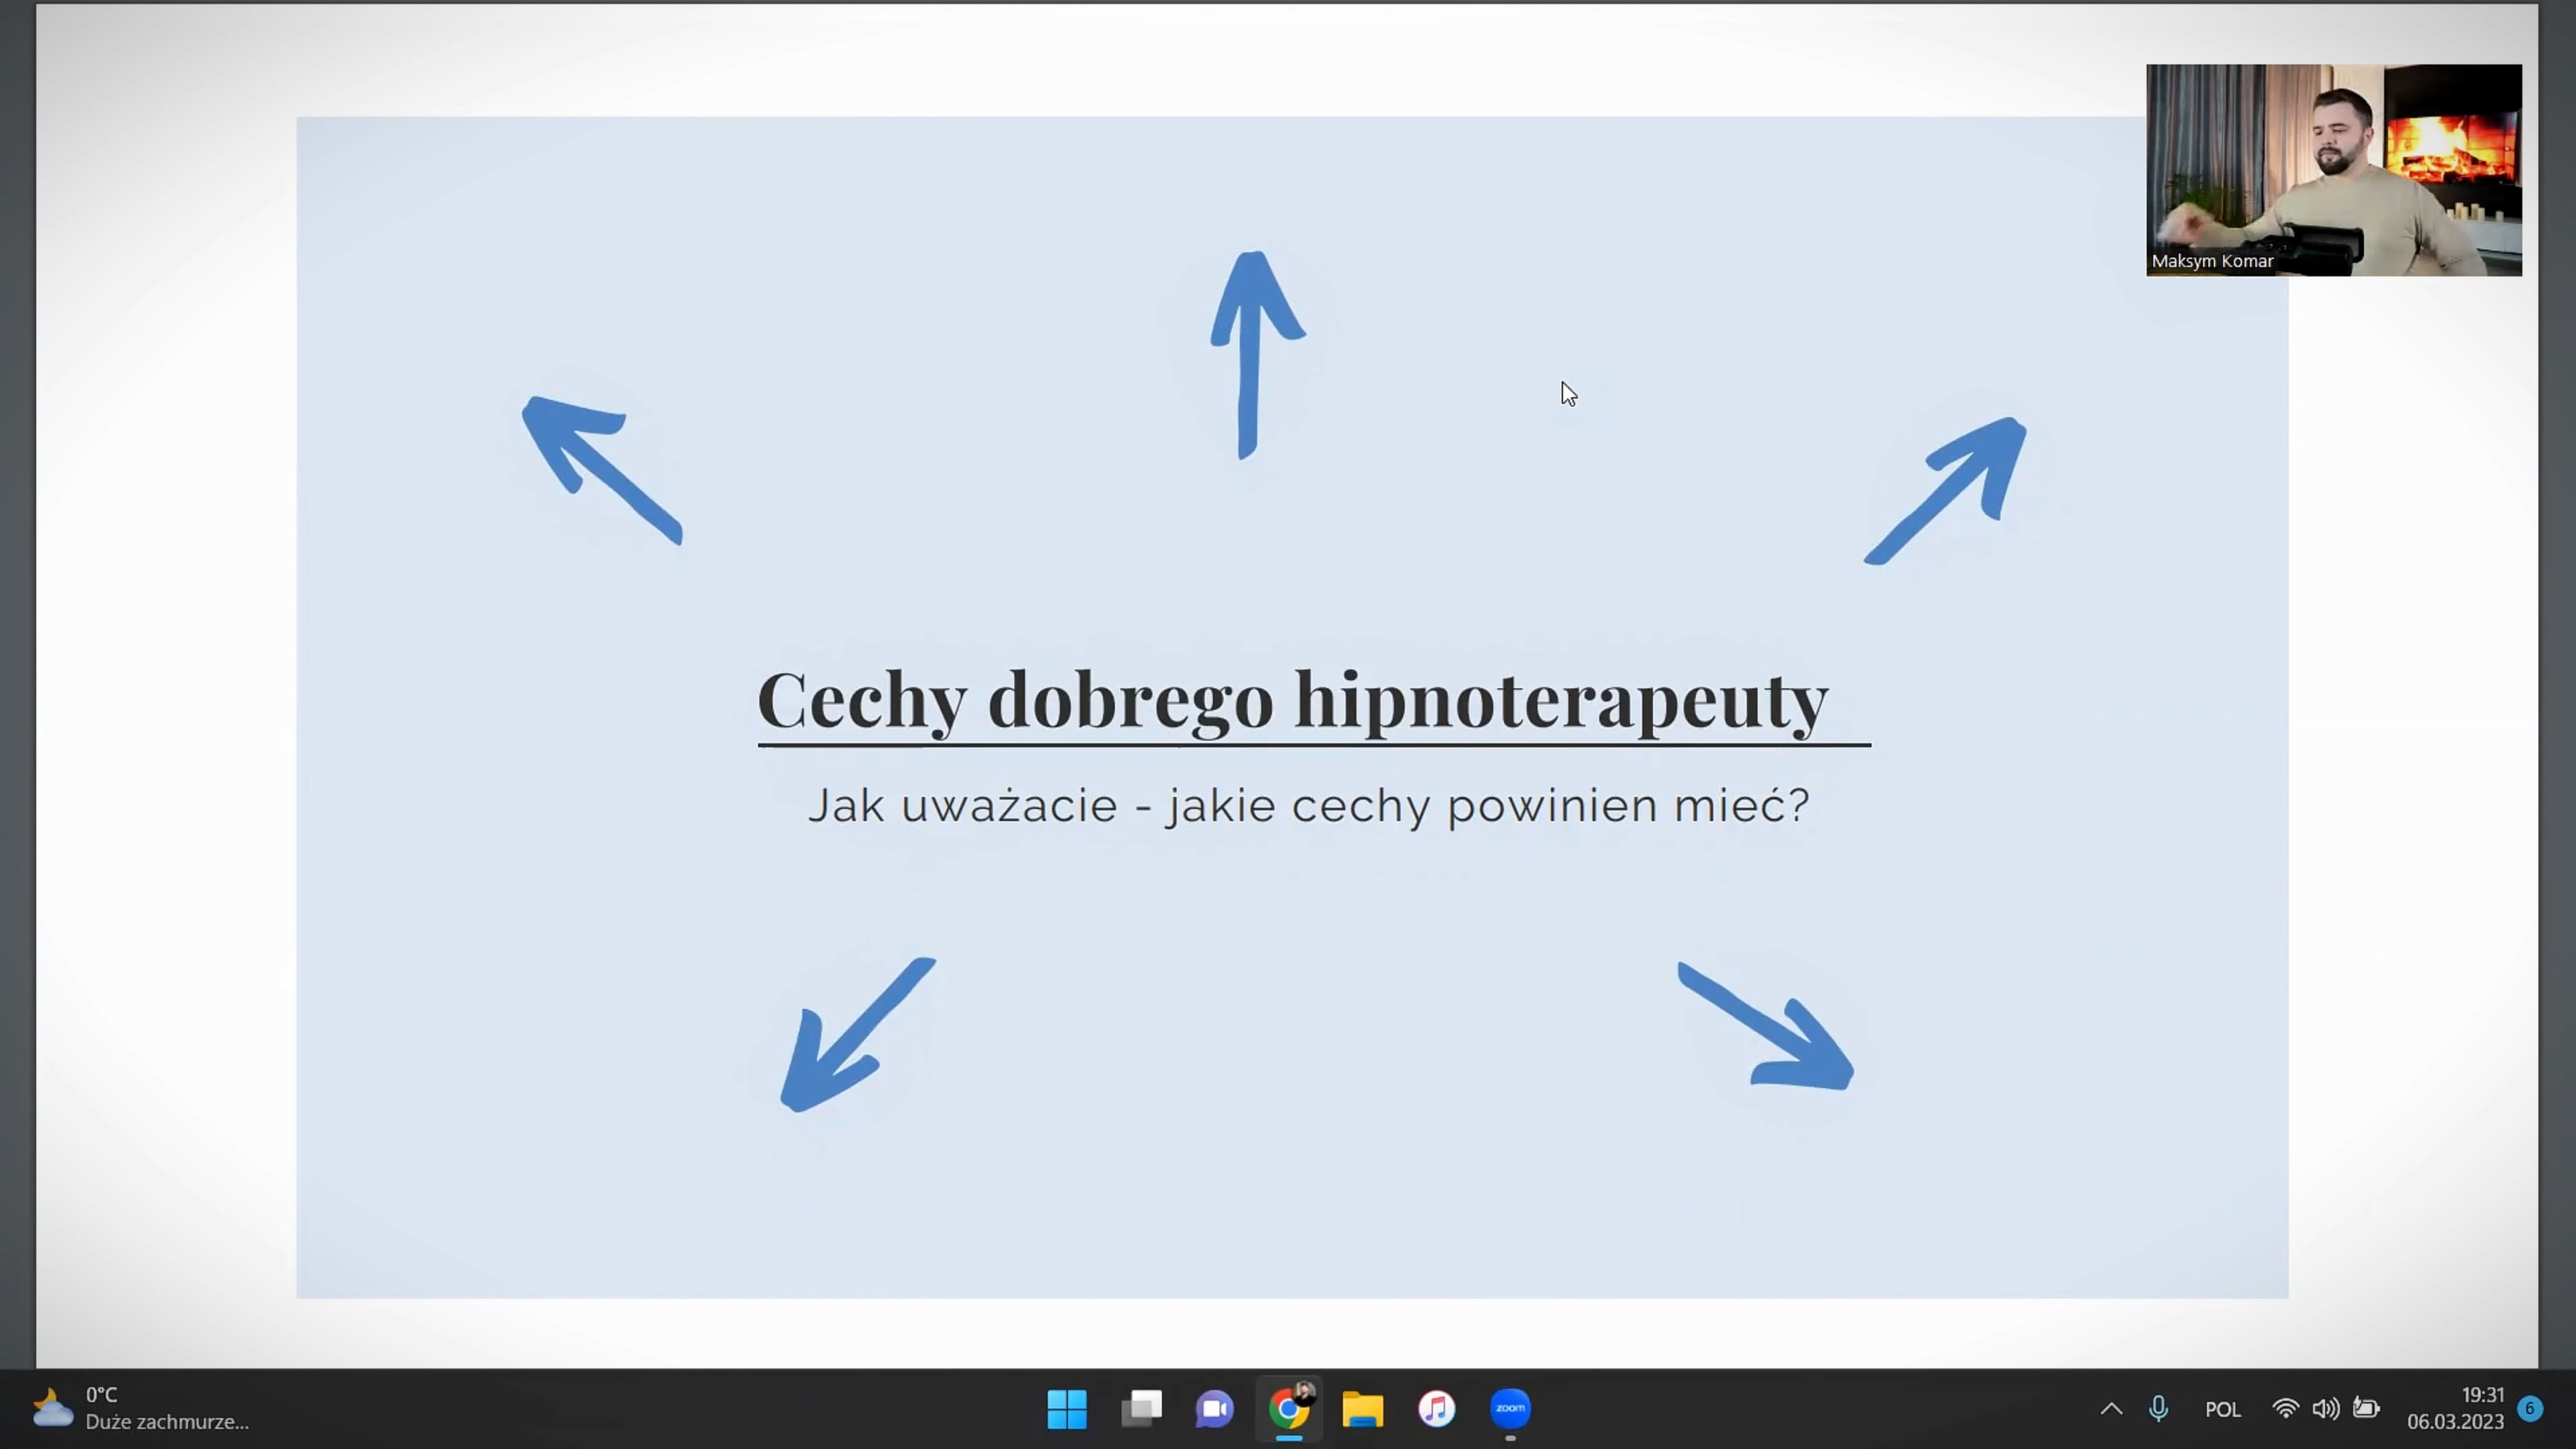 Maksym Komar
Cechy dobrego hipnoterapeuty
Jak uważacie - jakie cechy powinien mieć?
0°C
Duże zachmurze...
zoom
POL
19:31
06.03.2023
6